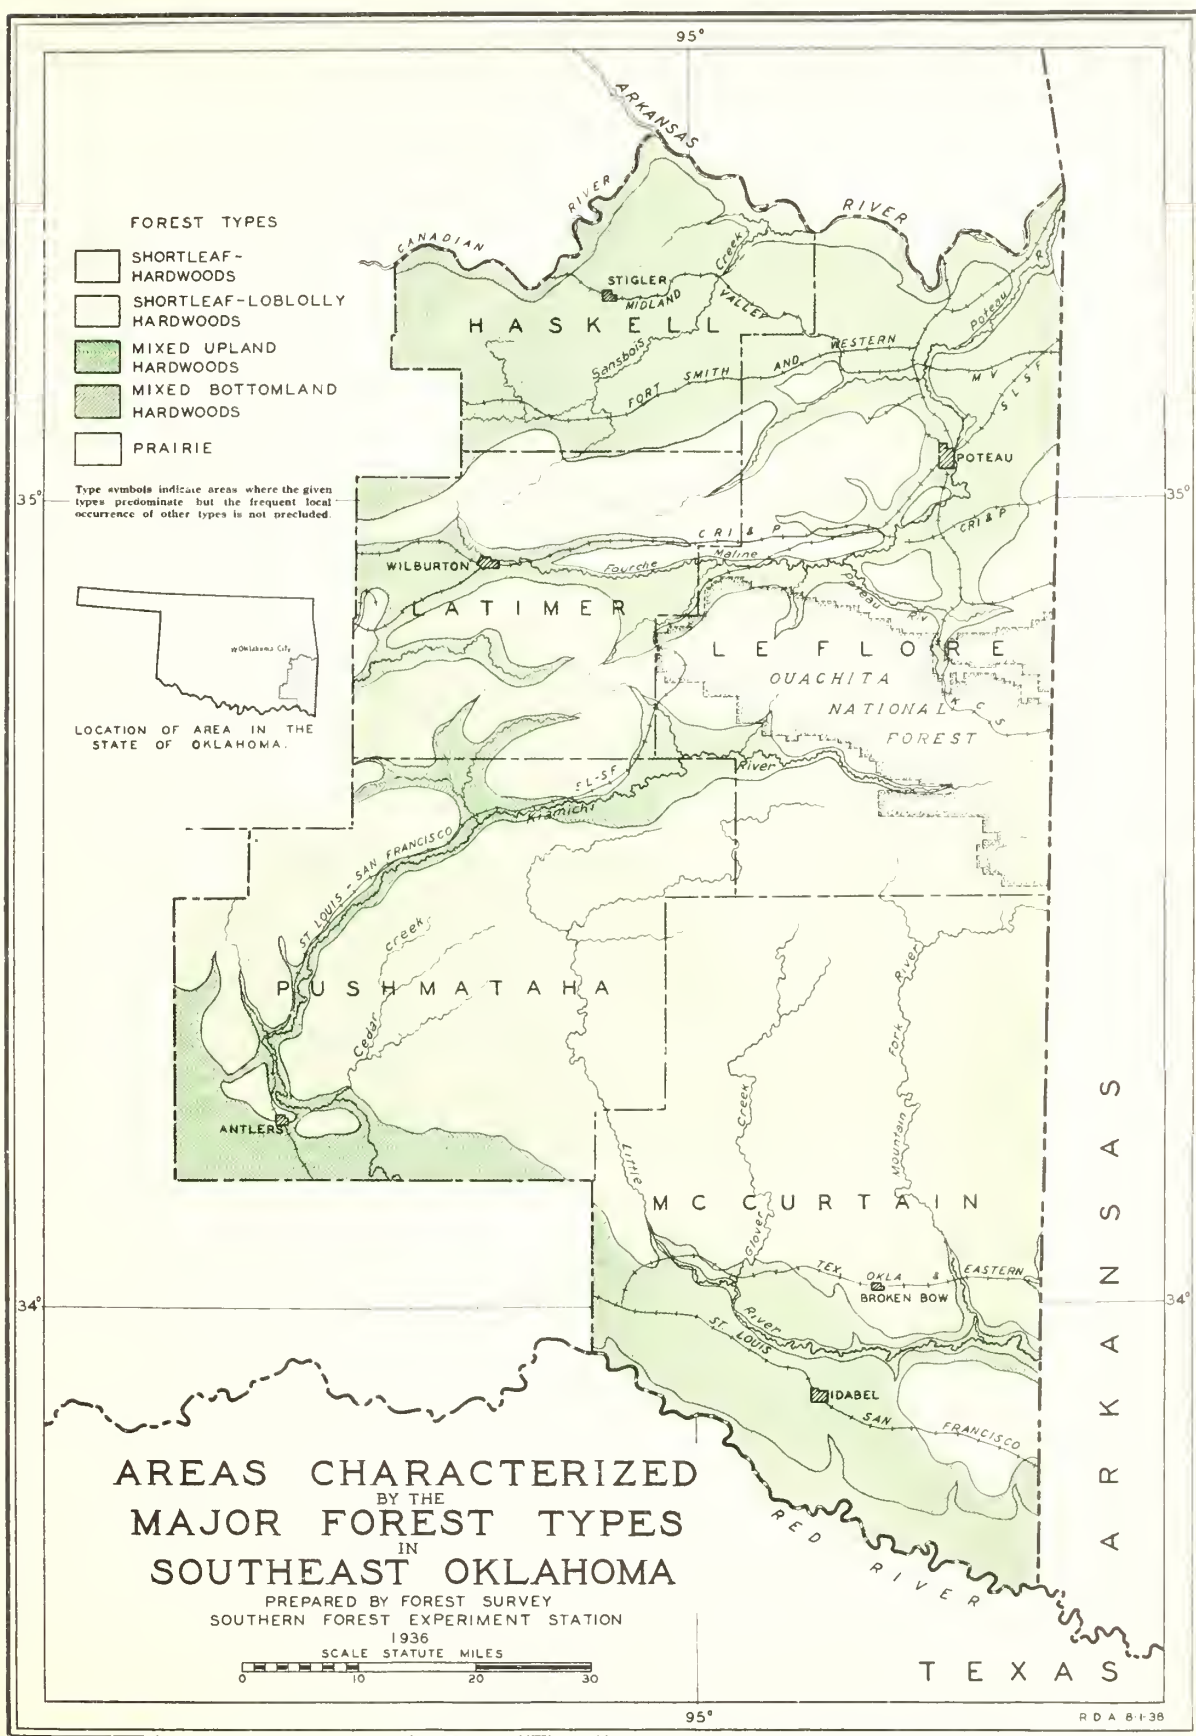 95°
ARKANSAS
RIVER
RIVER
CANADIAN
FOREST TYPES
SHORTLEAF-
HARDWOODS
SHORTLEAF-LOBLOLLY
HARDWOODS
MIXED UPLAND
HARDWOODS
MIXED BOTTOMLAND
HARDWOODS
PRAIRIE
Type symbols indicate areas where the given
types predominate but the frequent local
occurrence of other types is not precluded.
Creek
STIGLER
MIDLAND
VALLEY
HASKELL
Sansbois
FORT SMITH AND WESTERN
Poteau
R
M V
S L S F
POTEAU
35°
35°
C R I & P
C R I & P
WILBURTON
Fourche
Maline
Poteau Riv
LATIMER
LE FLORE
OUACHITA
NATIONAL
FOREST
K C S
Oklahoma City
LOCATION OF AREA IN THE
STATE OF OKLAHOMA.
SL-SF
River
Kiamichi
ST LOUIS - SAN FRANCISCO
Creek
Cedar
PUSHMATAHA
River
Fork
Mountain
Creek
Glover
Little
ANTLERS
MC CURTAIN
TEX OKLA & EASTERN
BROKEN BOW
34°
34°
River
ST LOUIS
IDABEL
SAN FRANCISCO
ARKANSAS
RED RIVER
TEXAS
AREAS CHARACTERIZED
BY THE
MAJOR FOREST TYPES
IN
SOUTHEAST OKLAHOMA
PREPARED BY FOREST SURVEY
SOUTHERN FOREST EXPERIMENT STATION
1936
SCALE STATUTE MILES
0 10 20 30
95°
R D A 8-1-38